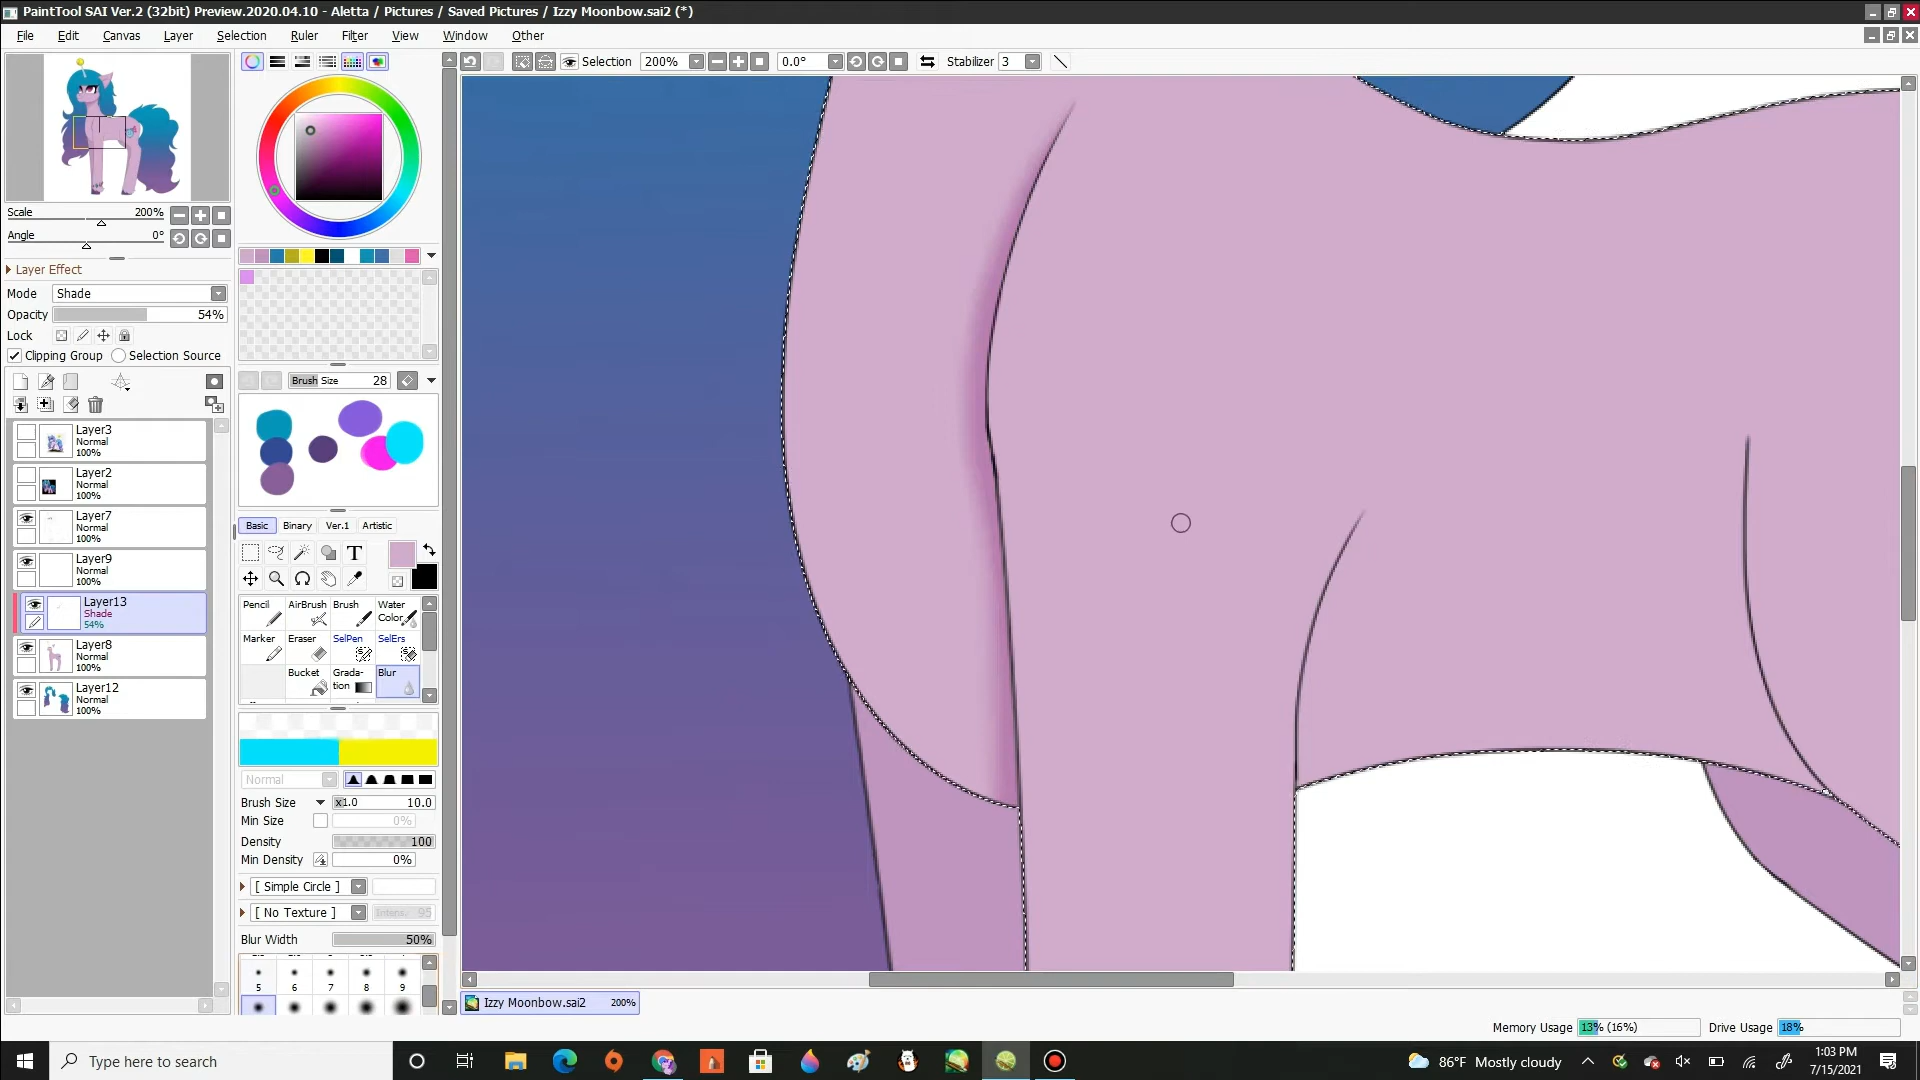 PaintTool SAI Ver.2 (32bit) Preview.2020.04.10 - Aletta / Pictures / Saved Pictures / Izzy Moonbow.sai2 (*)
File Edit Canvas Layer Selection Ruler Filter View Window Other
Selection 200% 0.0° Stabilizer 3
Scale 200%
Angle 0°
Layer Effect
Mode Shade
Opacity 54%
Lock
Clipping Group Selection Source
Layer3
Normal
100%
Layer2
Normal
100%
Layer7
Normal
100%
Layer9
Normal
100%
Layer13
Shade
54%
Layer8
Normal
100%
Layer12
Normal
100%
Brush Size 28
Basic Binary Ver.1 Artistic
T
Pencil AirBrush Brush Water Color
Marker Eraser SelPen SelErs
Bucket Grada-tion Blur
Normal
Brush Size x1.0 10.0
Min Size 0%
Density 100
Min Density 0%
[ Simple Circle ]
[ No Texture ] Intens. 95
Blur Width 50%
5 6 7 8 9
Izzy Moonbow.sai2 200%
Memory Usage 13% (16%) Drive Usage 18%
Type here to search
86°F Mostly cloudy
1:03 PM
7/15/2021